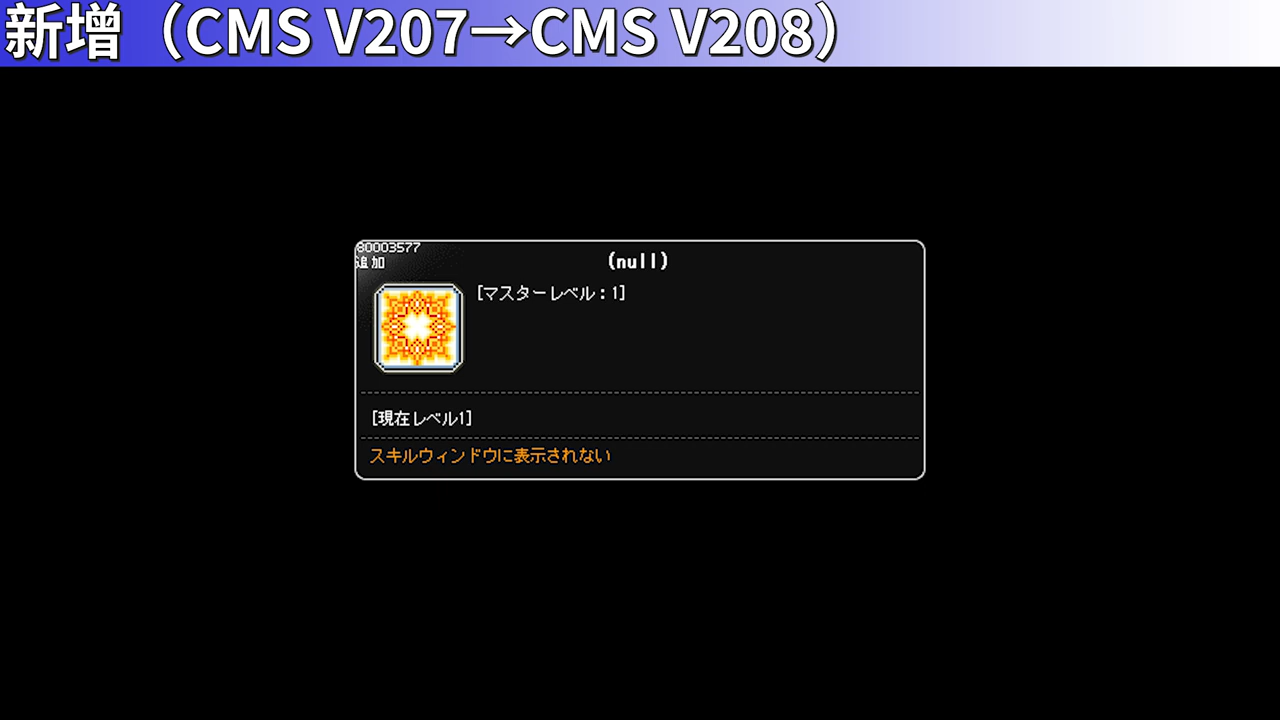 新增（CMS V207→CMS V208）
80003577
追加
(null)
[マスターレベル：1]
[現在レベル1]
スキルウィンドウに表示されない